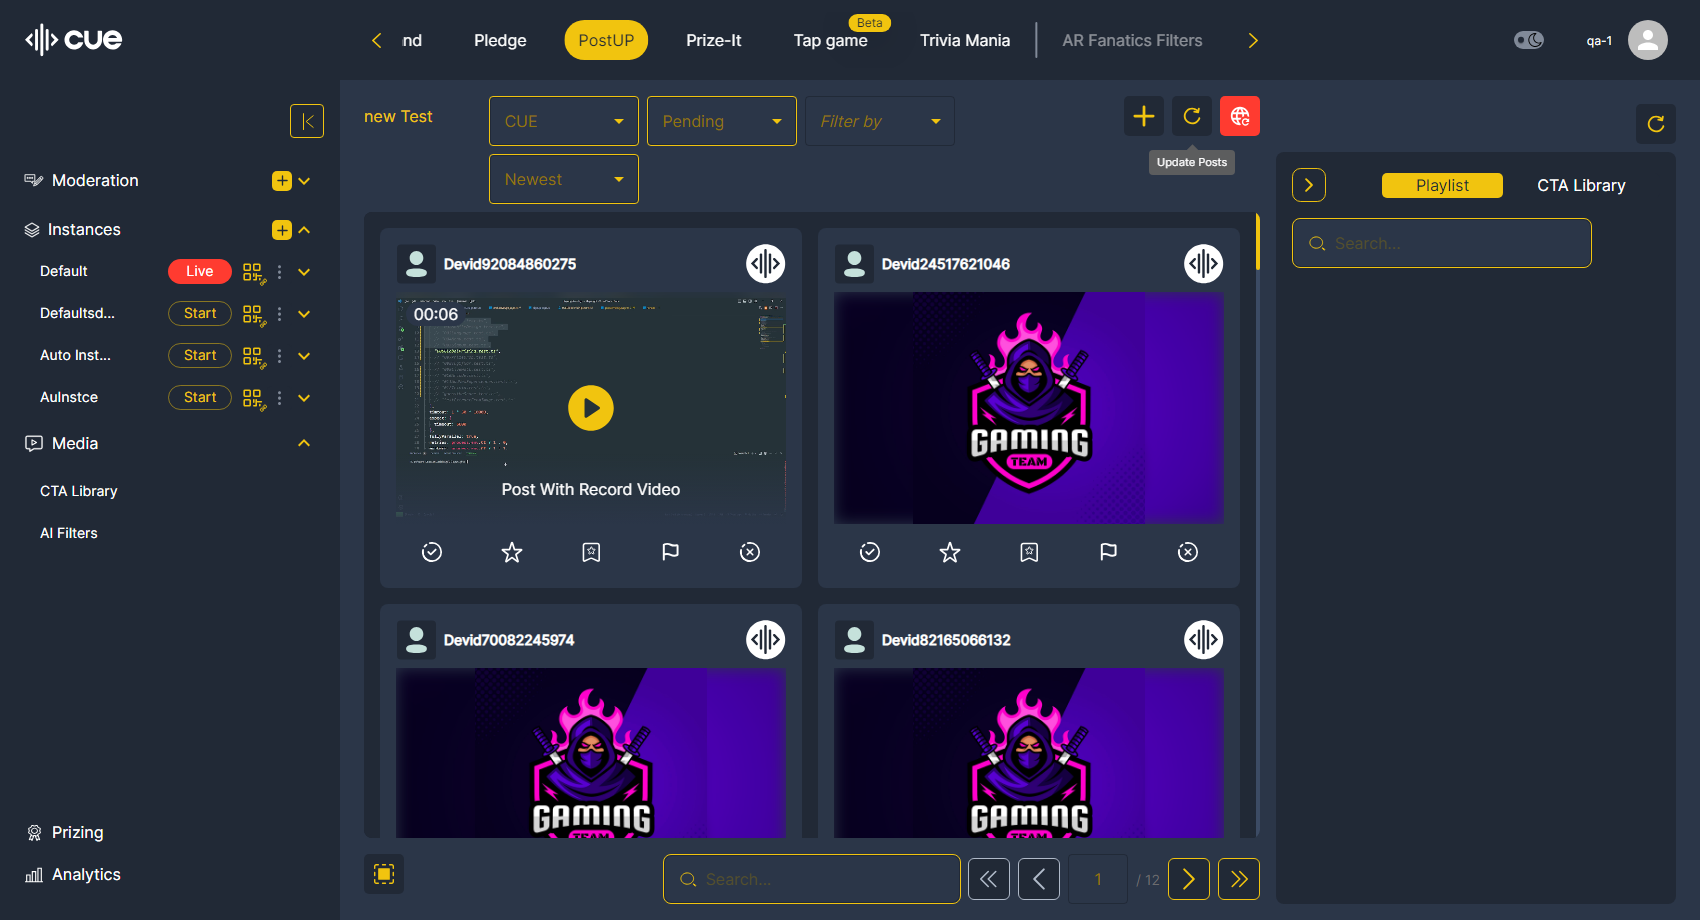 cue
nd
Pledge
PostUP
Prize-It
Beta
Tap game
Trivia Mania
AR Fanatics Filters
qa-1
new Test
CUE
Pending
Filter by
Newest
Update Posts
Moderation
Instances
Default
Live
Defaultsd...
Start
Auto Inst...
Start
AuInstce
Start
Media
CTA Library
AI Filters
Prizing
Analytics
Devid92084860275
00:06
Post With Record Video
Devid24517621046
GAMING
TEAM
Devid70082245974
GAMING
TEAM
Devid82165066132
GAMING
TEAM
Search...
1
/ 12
Playlist
CTA Library
Search...